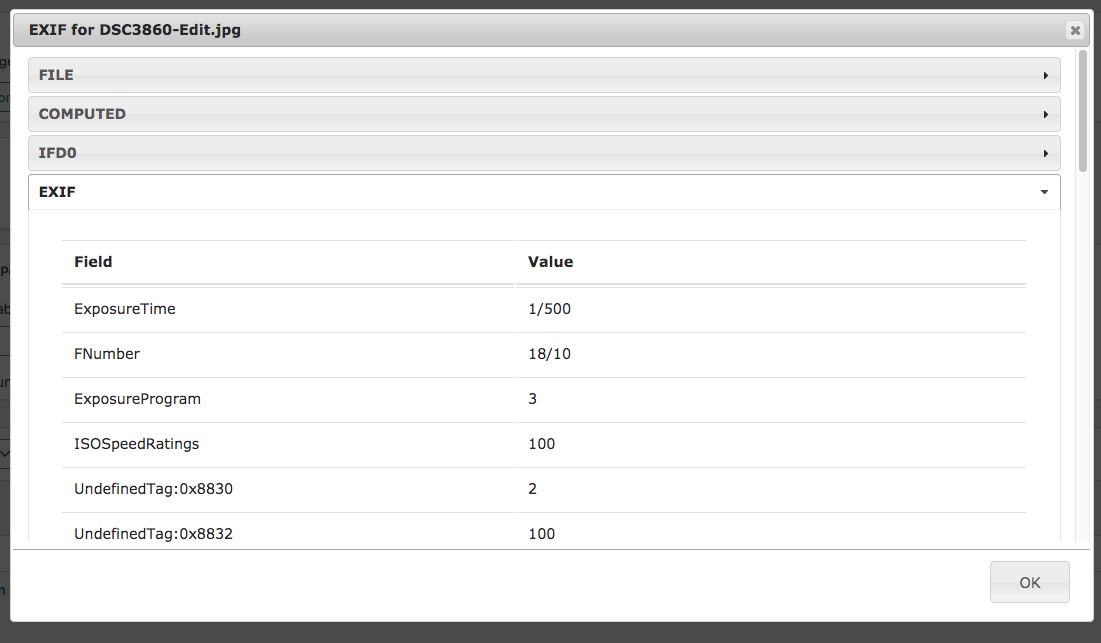 EXIF for DSC3860-Edit.jpg
FILE
COMPUTED
IFD0
EXIF
Field Value
ExposureTime 1/500
FNumber 18/10
ExposureProgram 3
ISOSpeedRatings 100
UndefinedTag:0x8830 2
UndefinedTag:0x8832 100
OK